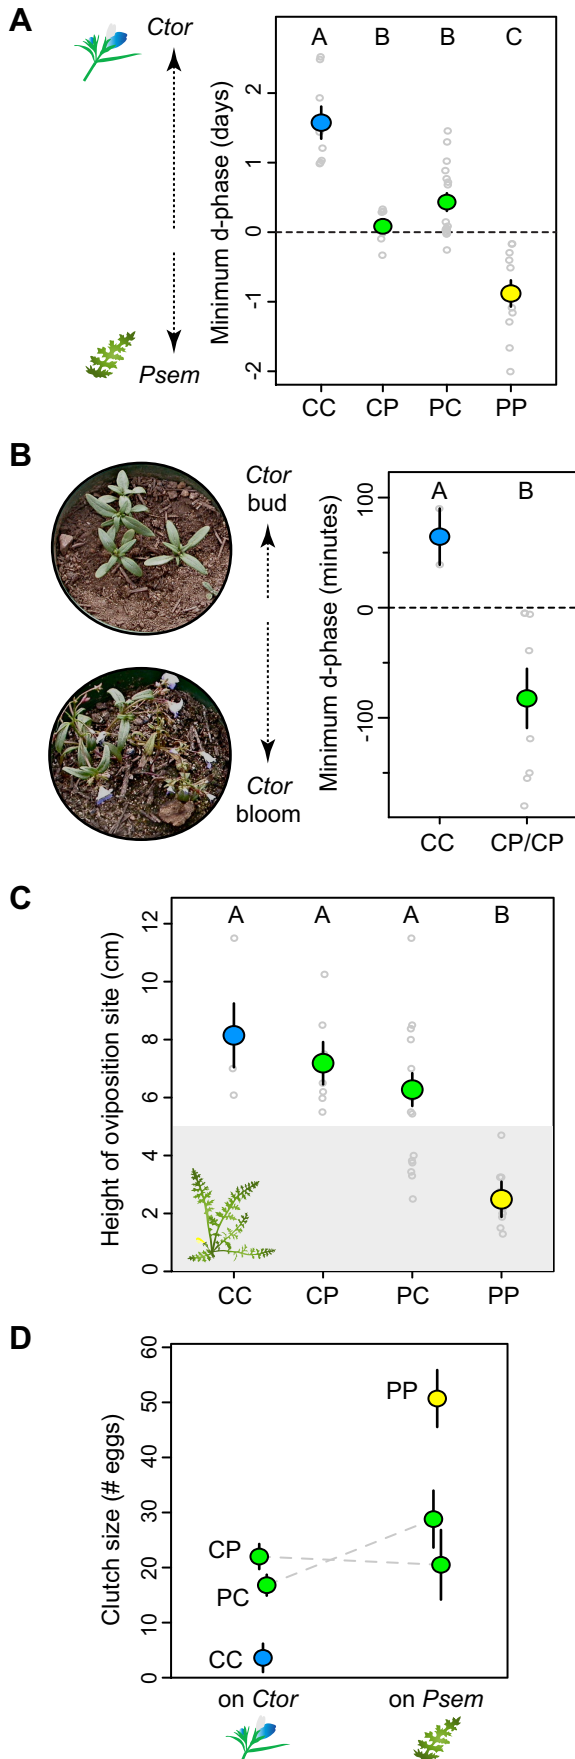 A
Ctor
Psem
Minimum d-phase (days)
2
1
0
-1
-2
A B B C
CC CP PC PP
B
Ctor
bud
Ctor
bloom
Minimum d-phase (minutes)
100
0
-100
A B
CC CP/CP
C
Height of oviposition site (cm)
12
10
8
6
4
2
0
A A A B
CC CP PC PP
D
Clutch size (# eggs)
60
50
40
30
20
10
0
PP
CP
PC
CC
on Ctor on Psem